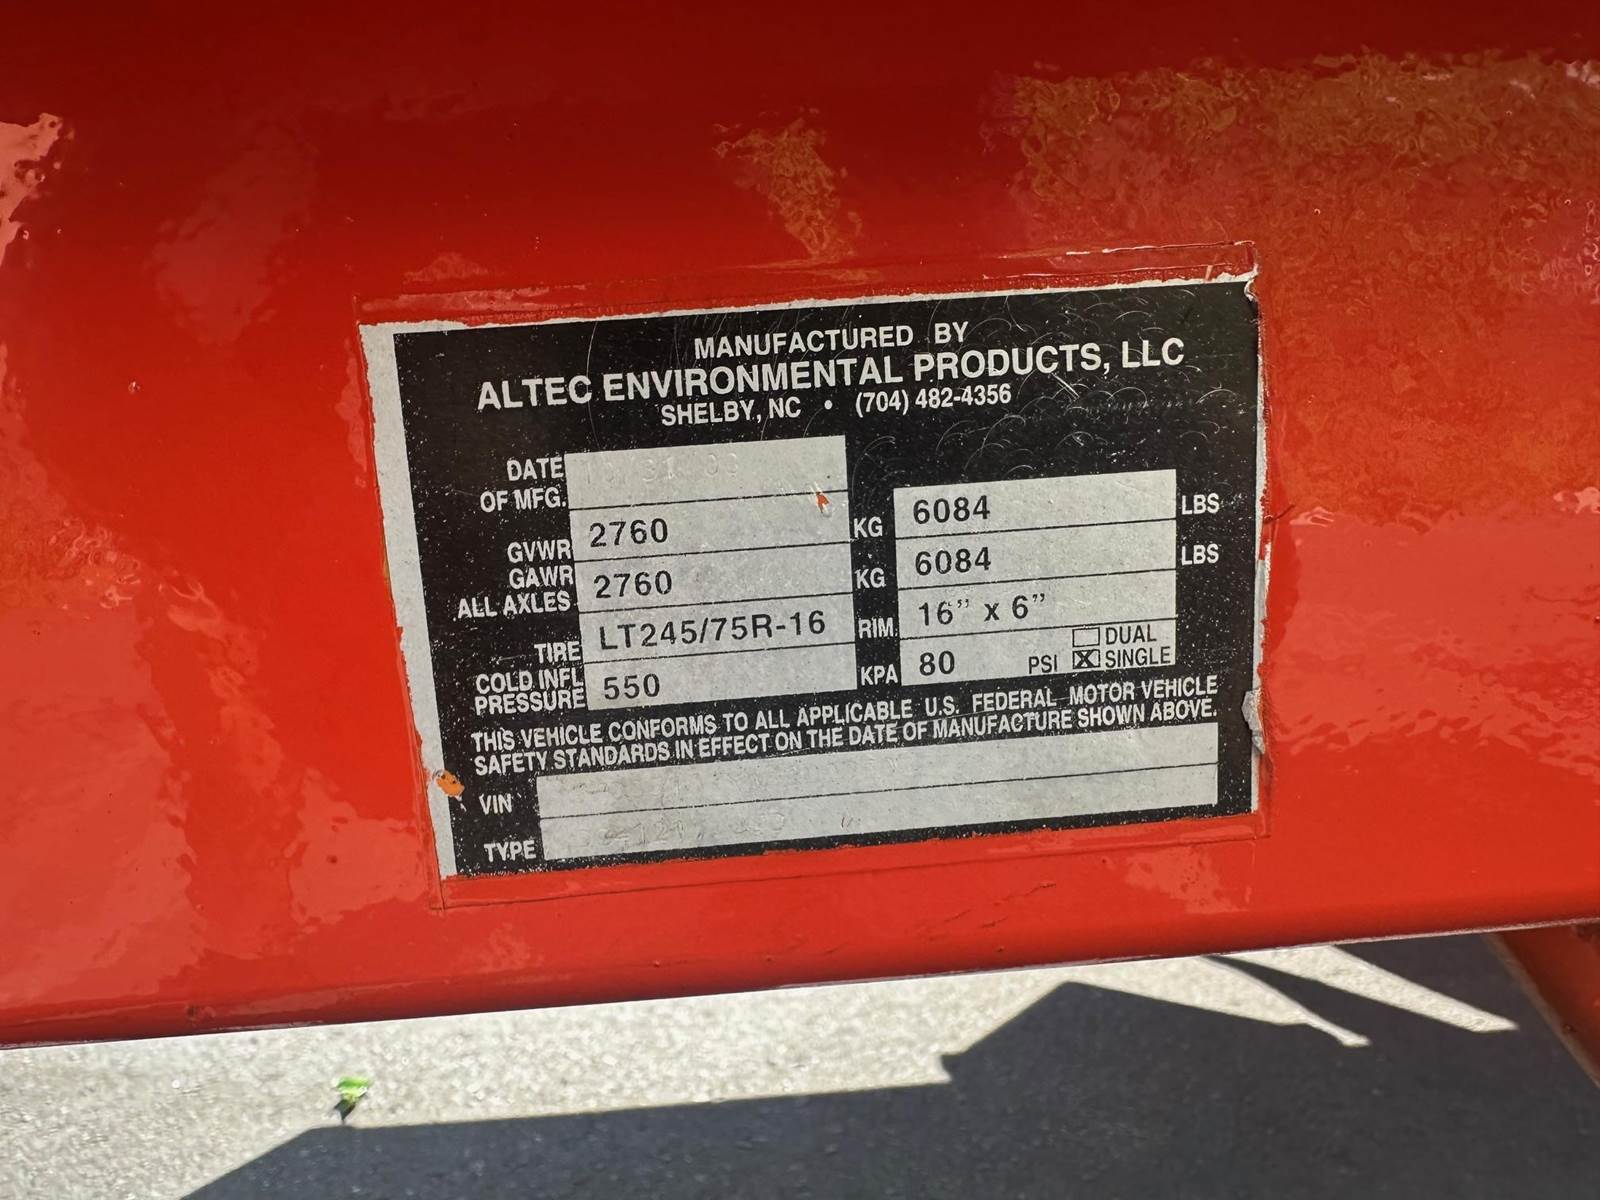 MANUFACTURED BY
ALTEC ENVIRONMENTAL PRODUCTS, LLC
SHELBY, NC • (704) 482-4356
DATE
OF MFG.
GVWR 2760 KG 6084 LBS
GAWR
ALL AXLES 2760 KG 6084 LBS
TIRE LT245/75R-16 RIM 16" x 6"
COLD INFL
PRESSURE 550 KPA 80 PSI DUAL
X SINGLE
THIS VEHICLE CONFORMS TO ALL APPLICABLE U.S. FEDERAL MOTOR VEHICLE
SAFETY STANDARDS IN EFFECT ON THE DATE OF MANUFACTURE SHOWN ABOVE.
VIN
TYPE